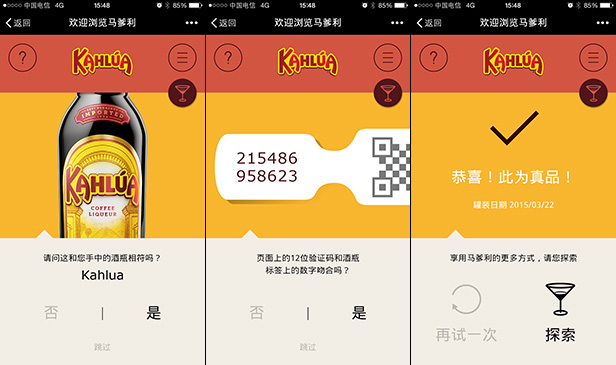 中国电信 4G 15:48 85%
返回 欢迎浏览马爹利
?
KAHLÚA
IMPORTED
KAHLÚA
COFFEE
LIQUEUR
请问这和您手中的酒瓶相符吗？
Kahlua
否 | 是
跳过
中国电信 4G 15:48 85%
返回 欢迎浏览马爹利
?
KAHLÚA
215486
958623
页面上的12位验证码和酒瓶
标签上的数字吻合吗？
否 | 是
跳过
中国电信 4G 15:48 85%
返回 欢迎浏览马爹利
?
KAHLÚA
恭喜！此为真品！
罐装日期 2015/03/22
享用马爹利的更多方式，请您探索
再试一次 探索